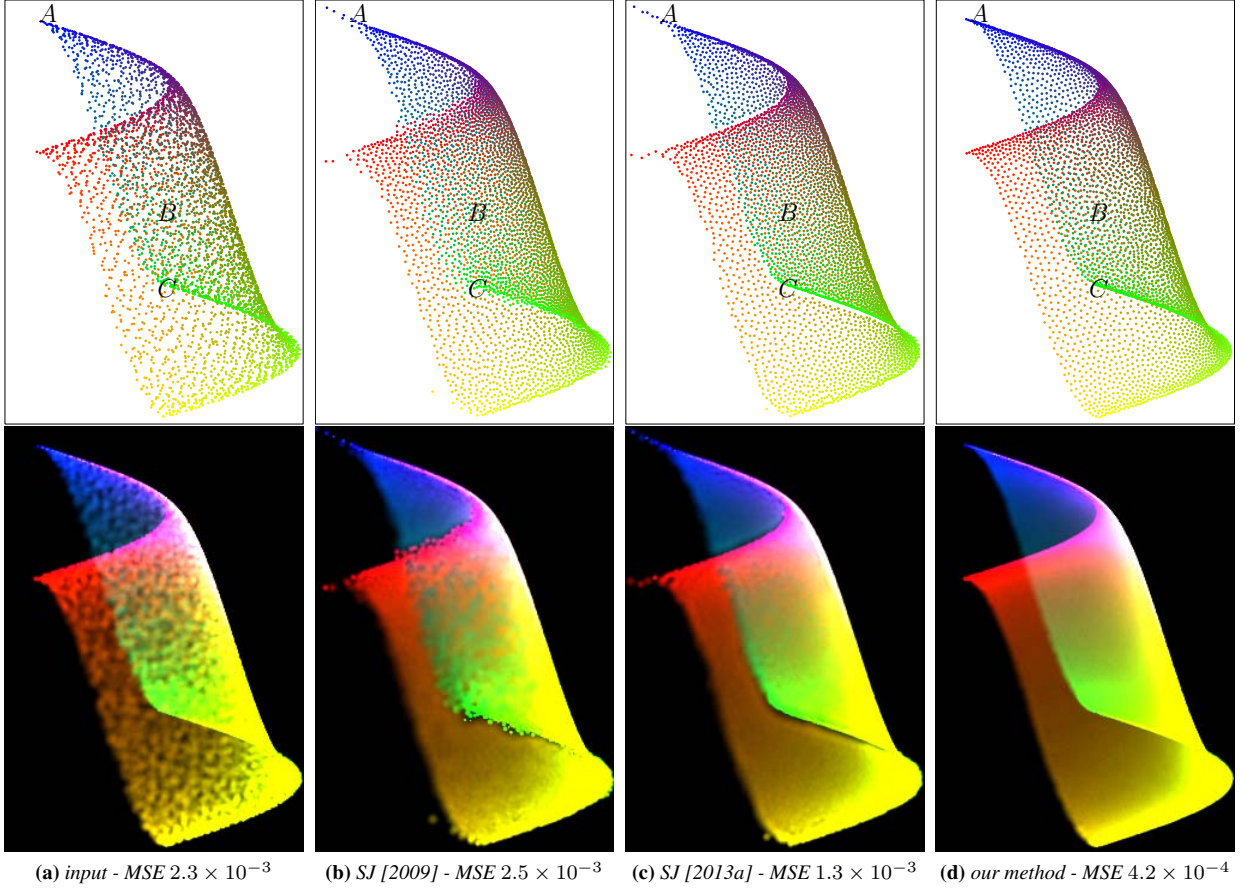 A A A A
B B B B
C C C C
(a) input - MSE 2.3 × 10⁻³ (b) SJ [2009] - MSE 2.5 × 10⁻³ (c) SJ [2013a] - MSE 1.3 × 10⁻³ (d) our method - MSE 4.2 × 10⁻⁴